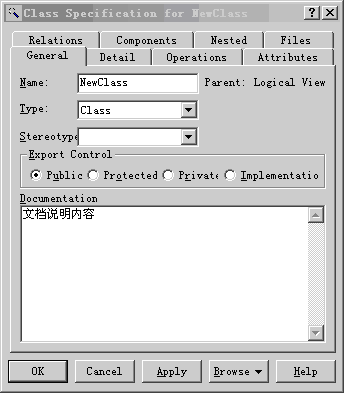 Class Specification for NewClass
Relations Components Nested Files
General Detail Operations Attributes
Name: NewClass Parent: Logical View
Type: Class
Stereotype
Export Control
Public Protected Private Implementatio
Documentation
文档说明内容
OK Cancel Apply Browse Help